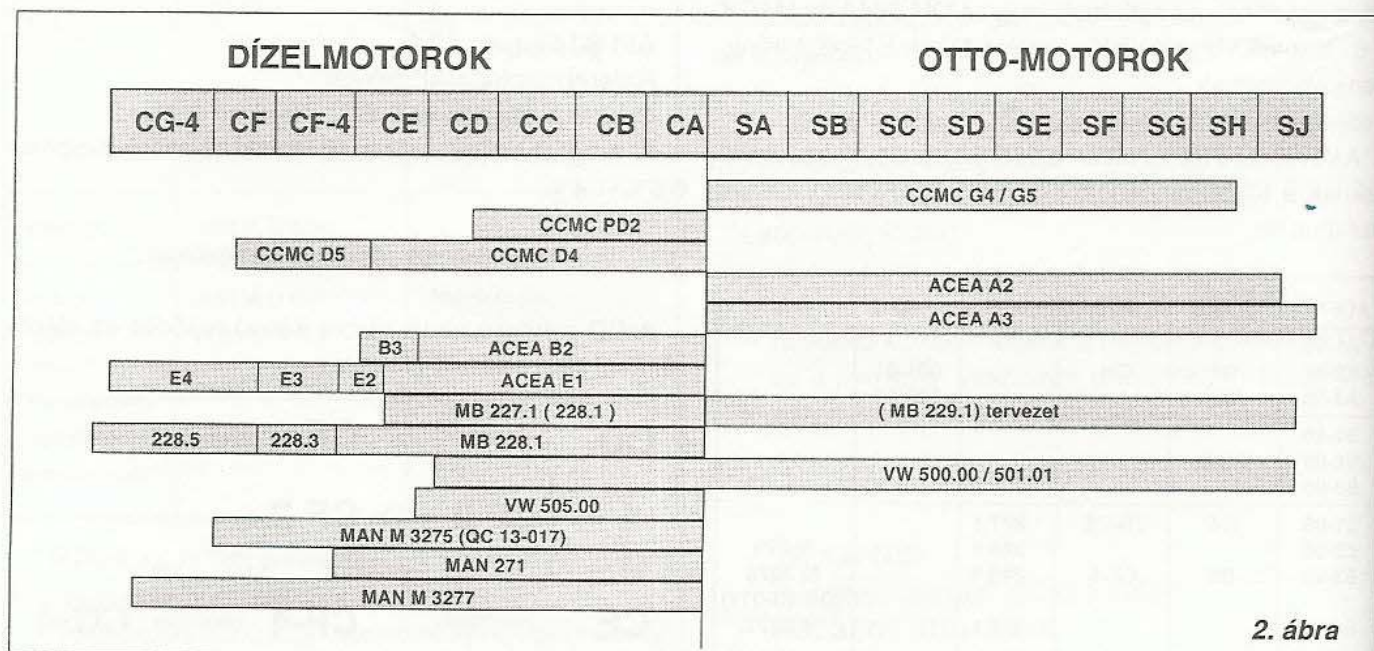 DÍZELMOTOROK OTTO-MOTOROK
CG-4 CF CF-4 CE CD CC CB CA SA SB SC SD SE SF SG SH SJ
CCMC G4 / G5
CCMC PD2
CCMC D5 CCMC D4
ACEA A2
ACEA A3
B3 ACEA B2
E4 E3 E2 ACEA E1
MB 227.1 ( 228.1 ) ( MB 229.1) tervezet
228.5 228.3 MB 228.1
VW 500.00 / 501.01
VW 505.00
MAN M 3275 (QC 13-017)
MAN 271
MAN M 3277
2. ábra